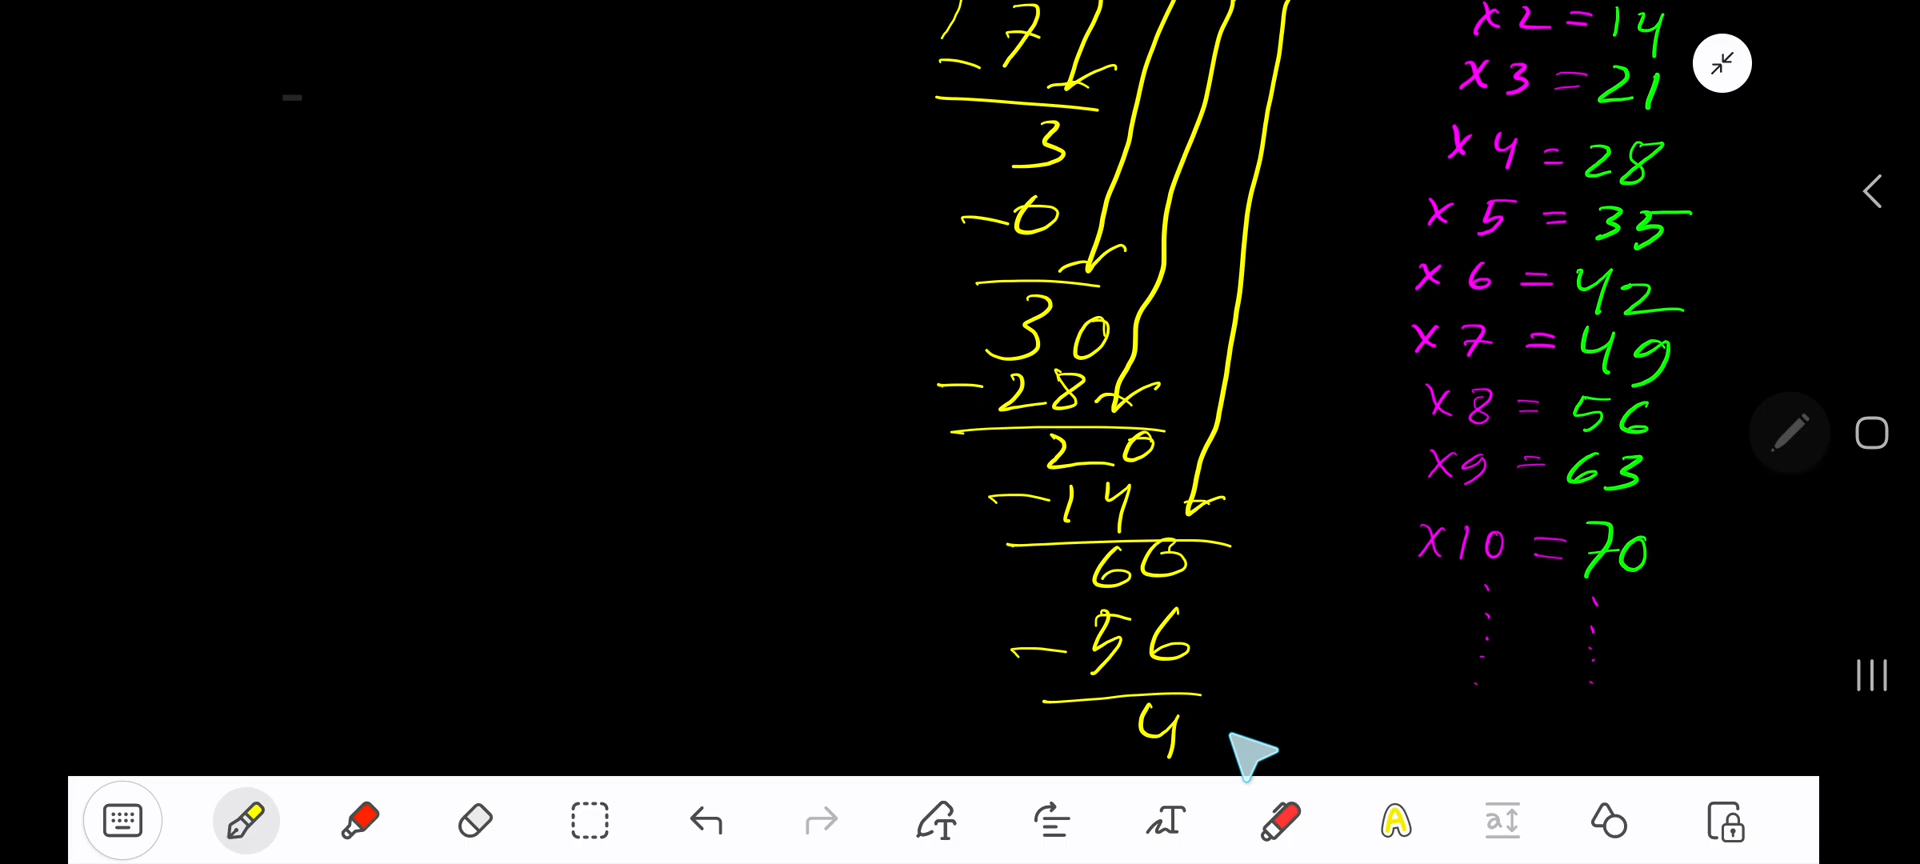 7
3
-0
30
-28
20
-14
60
-56
4
x2=14
x3=21
x4=28
x5=35
x6=42
x7=49
x8=56
x9=63
x10=70